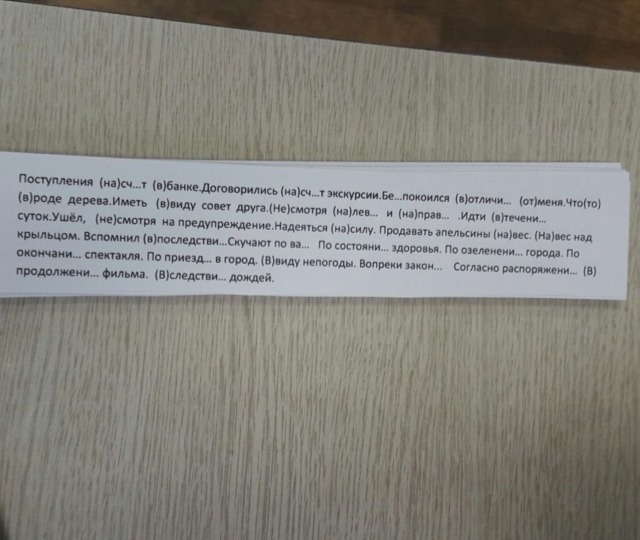 Поступления (на)сч...т (в)банке.Договорились (на)сч...т экскурсии.Бе...покоился (в)отличи... (от)меня.Что(то)
(в)роде дерева.Иметь (в)виду совет друга.(Не)смотря (на)лев... и (на)прав... .Идти (в)течени...
суток.Ушёл, (не)смотря на предупреждение.Надеяться (на)силу. Продавать апельсины (на)вес. (На)вес над
крыльцом. Вспомнил (в)последстви...Скучают по ва... По состояни... здоровья. По озеленени... города. По
окончани... спектакля. По приезд... в город. (В)виду непогоды. Вопреки закон... Согласно распоряжени... (В)
продолжени... фильма. (В)следстви... дождей.